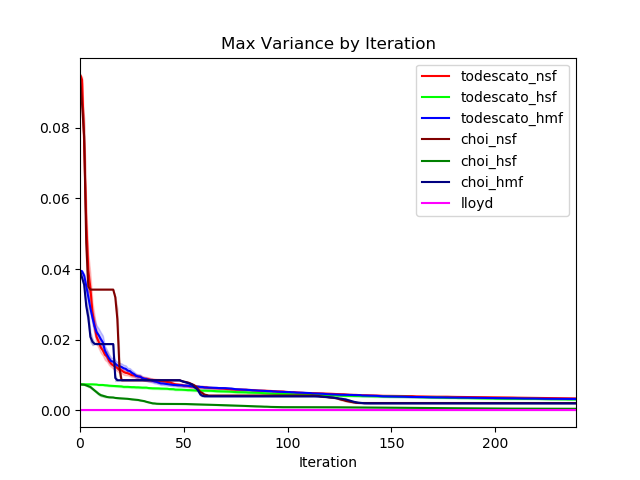 Max Variance by Iteration
todescato_nsf
todescato_hsf
todescato_hmf
choi_nsf
choi_hsf
choi_hmf
lloyd
0.08
0.06
0.04
0.02
0.00
0 50 100 150 200
Iteration